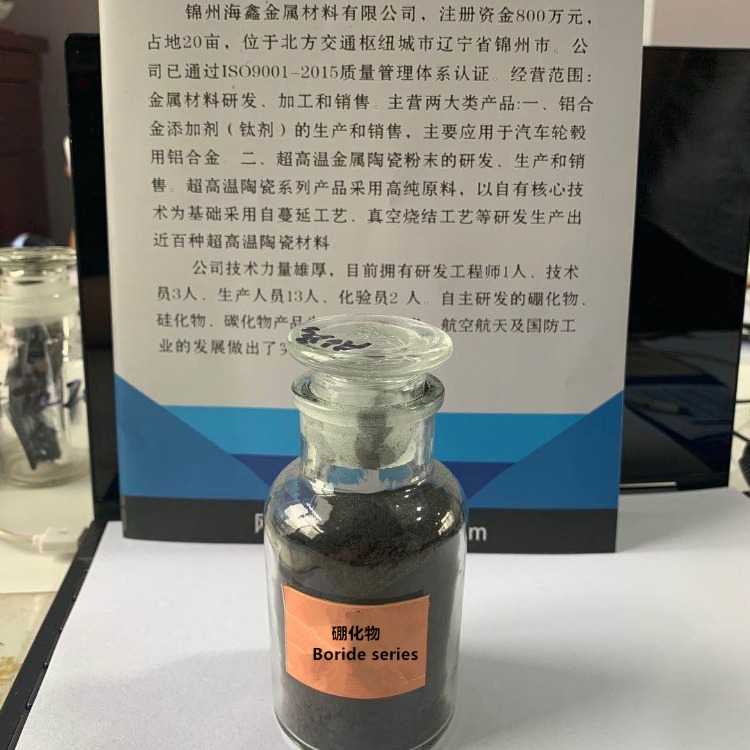 锦州海鑫金属材料有限公司，注册资金800万元，
占地20亩，位于北方交通枢纽城市辽宁省锦州市。公
司已通过ISO9001-2015质量管理体系认证。经营范围：
金属材料研发、加工和销售。主营两大类产品:一、铝合
金添加剂（钛剂）的生产和销售，主要应用于汽车轮毂
用铝合金。二、超高温金属陶瓷粉末的研发、生产和销
售。超高温陶瓷系列产品采用高纯原料，以自有核心技
术为基础采用自蔓延工艺、真空烧结工艺等研发生产出
近百种超高温陶瓷材料
公司技术力量雄厚，目前拥有研发工程师1人、技术
员3人、生产人员13人、化验员2 人。自主研发的硼化物、
硅化物、碳化物产品 航空航天及国防工
业的发展做出了
m
硼化物
Boride series